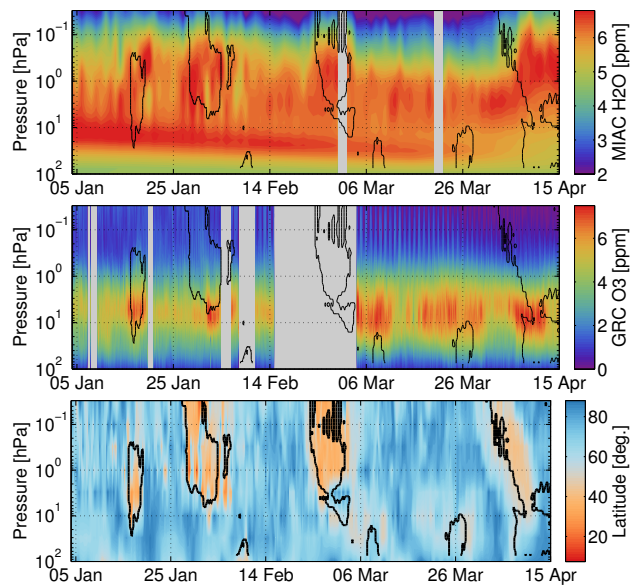 10⁻¹
10⁰
10¹
10²
Pressure [hPa]
05 Jan 25 Jan 14 Feb 06 Mar 26 Mar 15 Apr
6
5
4
3
2
MIAC H2O [ppm]
10⁻¹
10⁰
10¹
10²
Pressure [hPa]
05 Jan 25 Jan 14 Feb 06 Mar 26 Mar 15 Apr
6
4
2
0
GRC O3 [ppm]
10⁻¹
10⁰
10¹
10²
Pressure [hPa]
05 Jan 25 Jan 14 Feb 06 Mar 26 Mar 15 Apr
80
60
40
20
Latitude [deg.]